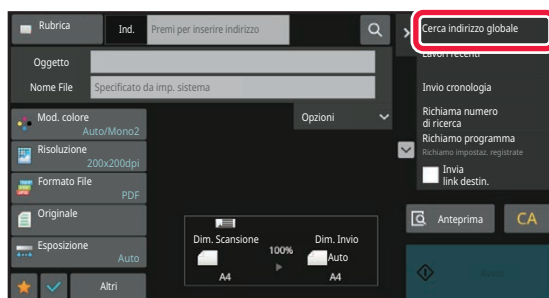 Rubrica
Ind.
Premi per inserire indirizzo
Cerca indirizzo globale
Lavori recenti
Oggetto
Nome File
Specificato da imp. sistema
Invio cronologia
Mod. colore
Auto/Mono2
Opzioni
Richiama numero
di ricerca
Risoluzione
200x200dpi
Richiamo programma
Richiamo impostaz. registrate
Formato File
PDF
Invia
link destin.
Originale
Anteprima
CA
Esposizione
Auto
Dim. Scansione
100%
Dim. Invio
Auto
A4
A4
Altri
Avvio